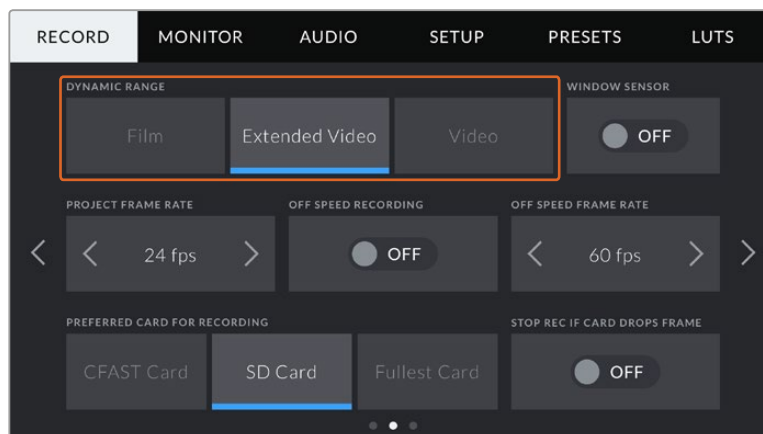 RECORD MONITOR AUDIO SETUP PRESETS LUTS
DYNAMIC RANGE WINDOW SENSOR
Film Extended Video Video OFF
PROJECT FRAME RATE OFF SPEED RECORDING OFF SPEED FRAME RATE
24 fps OFF 60 fps
PREFERRED CARD FOR RECORDING STOP REC IF CARD DROPS FRAME
CFAST Card SD Card Fullest Card OFF